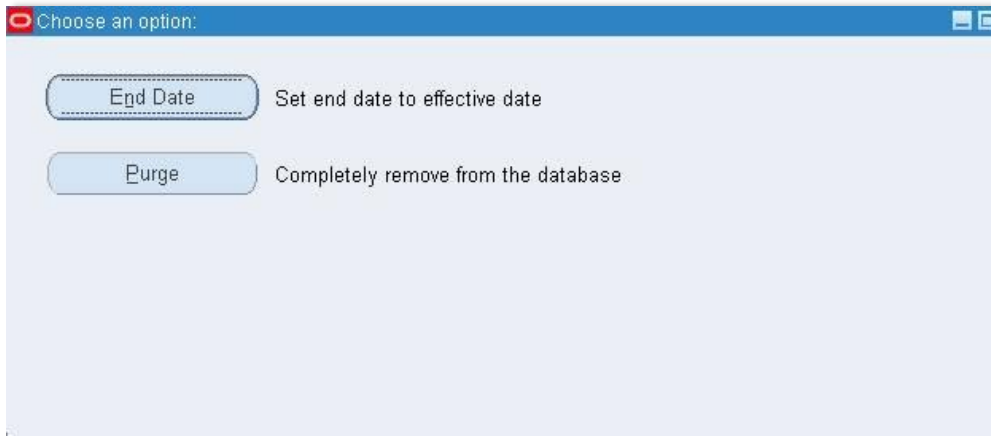 Choose an option:
End Date Set end date to effective date
Purge Completely remove from the database